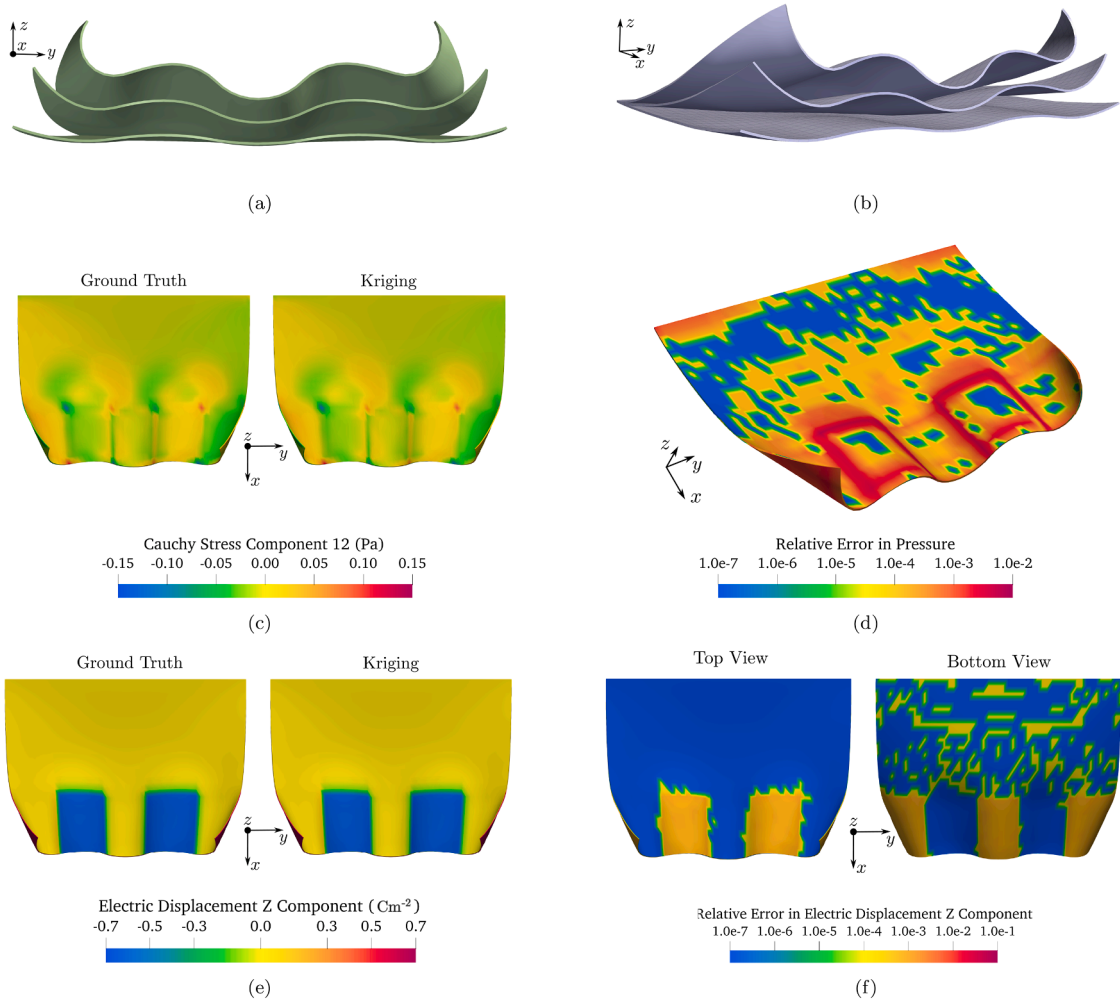 z
x
y
z
y
x
(a)
(b)
Ground Truth
Kriging
z
y
x
z
y
x
Cauchy Stress Component 12 (Pa)
-0.15 -0.10 -0.05 0.00 0.05 0.10 0.15
(c)
Relative Error in Pressure
1.0e-7 1.0e-6 1.0e-5 1.0e-4 1.0e-3 1.0e-2
(d)
Ground Truth
Kriging
z
y
x
Electric Displacement Z Component (Cm⁻²)
-0.7 -0.5 -0.3 0.0 0.3 0.5 0.7
(e)
Top View
Bottom View
z
y
x
Relative Error in Electric Displacement Z Component
1.0e-7 1.0e-6 1.0e-5 1.0e-4 1.0e-3 1.0e-2 1.0e-1
(f)